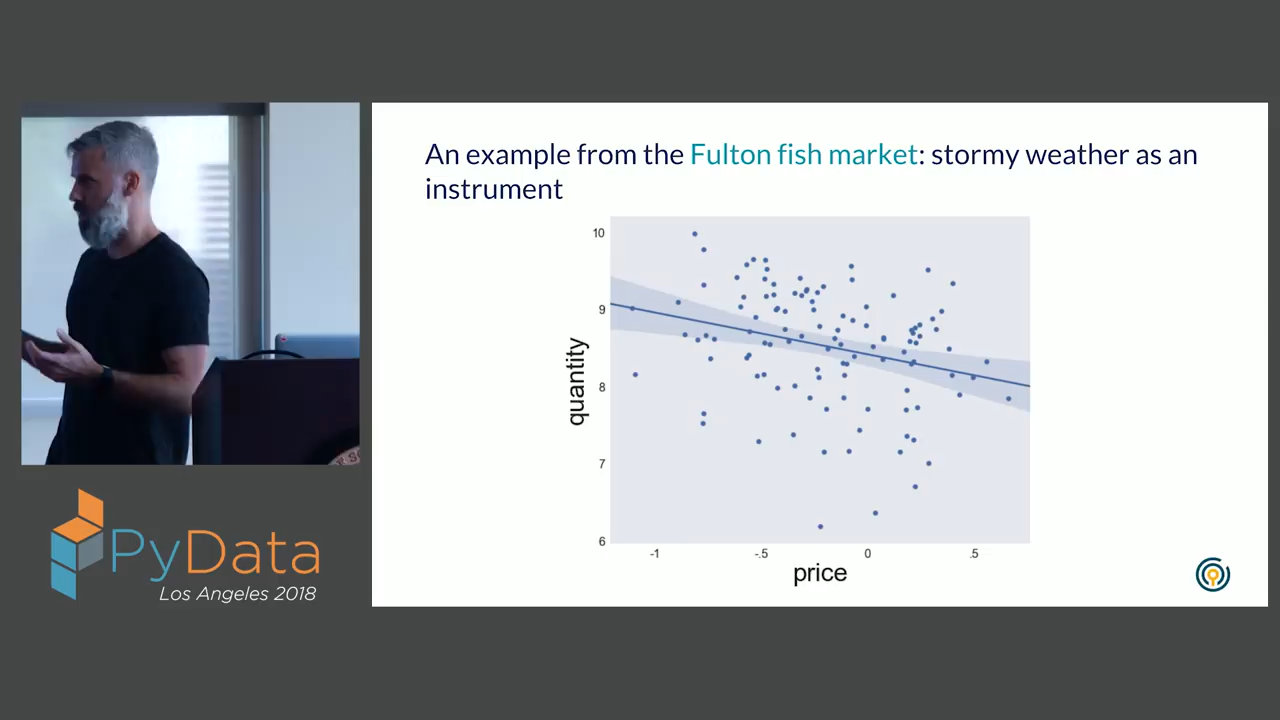 An example from the Fulton fish market: stormy weather as an
instrument
10
9
8
7
6
quantity
-1
-.5
0
.5
price
PyData
Los Angeles 2018